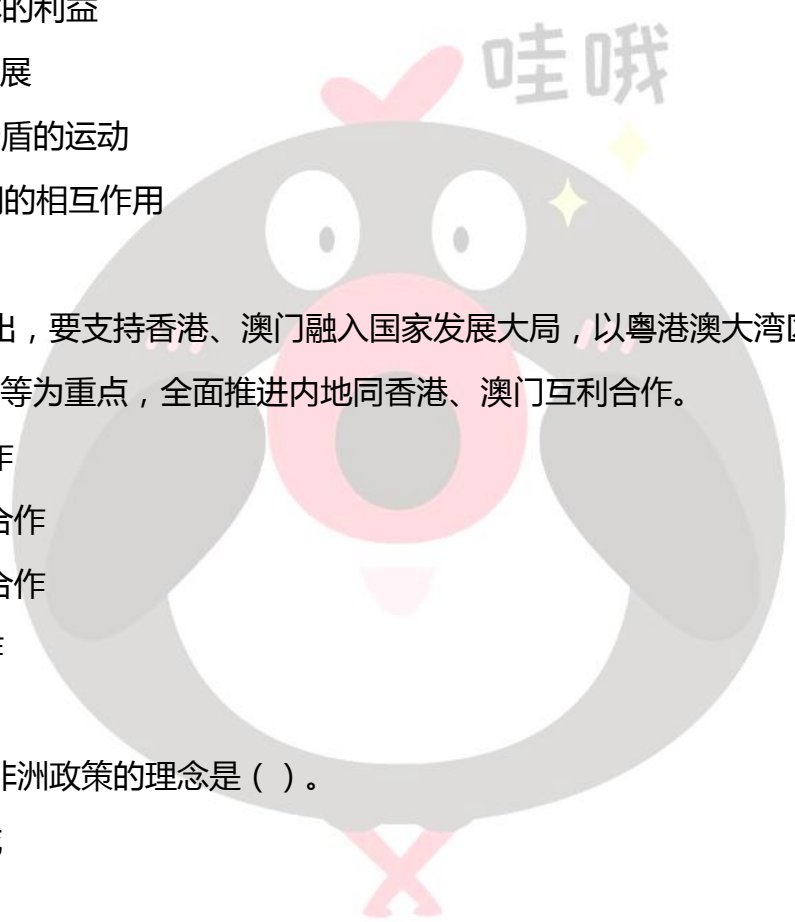 哇哦
的利益
展
盾的运动
的相互作用
出，要支持香港、澳门融入国家发展大局，以粤港澳大湾
等为重点，全面推进内地同香港、澳门互利合作。
合作
合作
非洲政策的理念是（ ）。